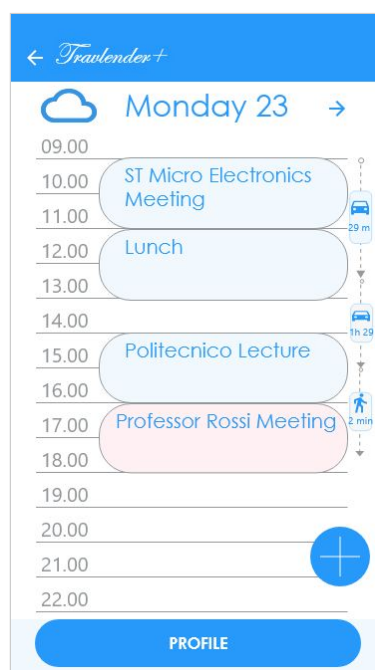 Travlender+
Monday 23
09.00
10.00
ST Micro Electronics
Meeting
11.00
29 m
12.00
Lunch
13.00
14.00
1h 29
15.00
Politecnico Lecture
16.00
17.00
Professor Rossi Meeting
2 min
18.00
19.00
20.00
21.00
22.00
PROFILE